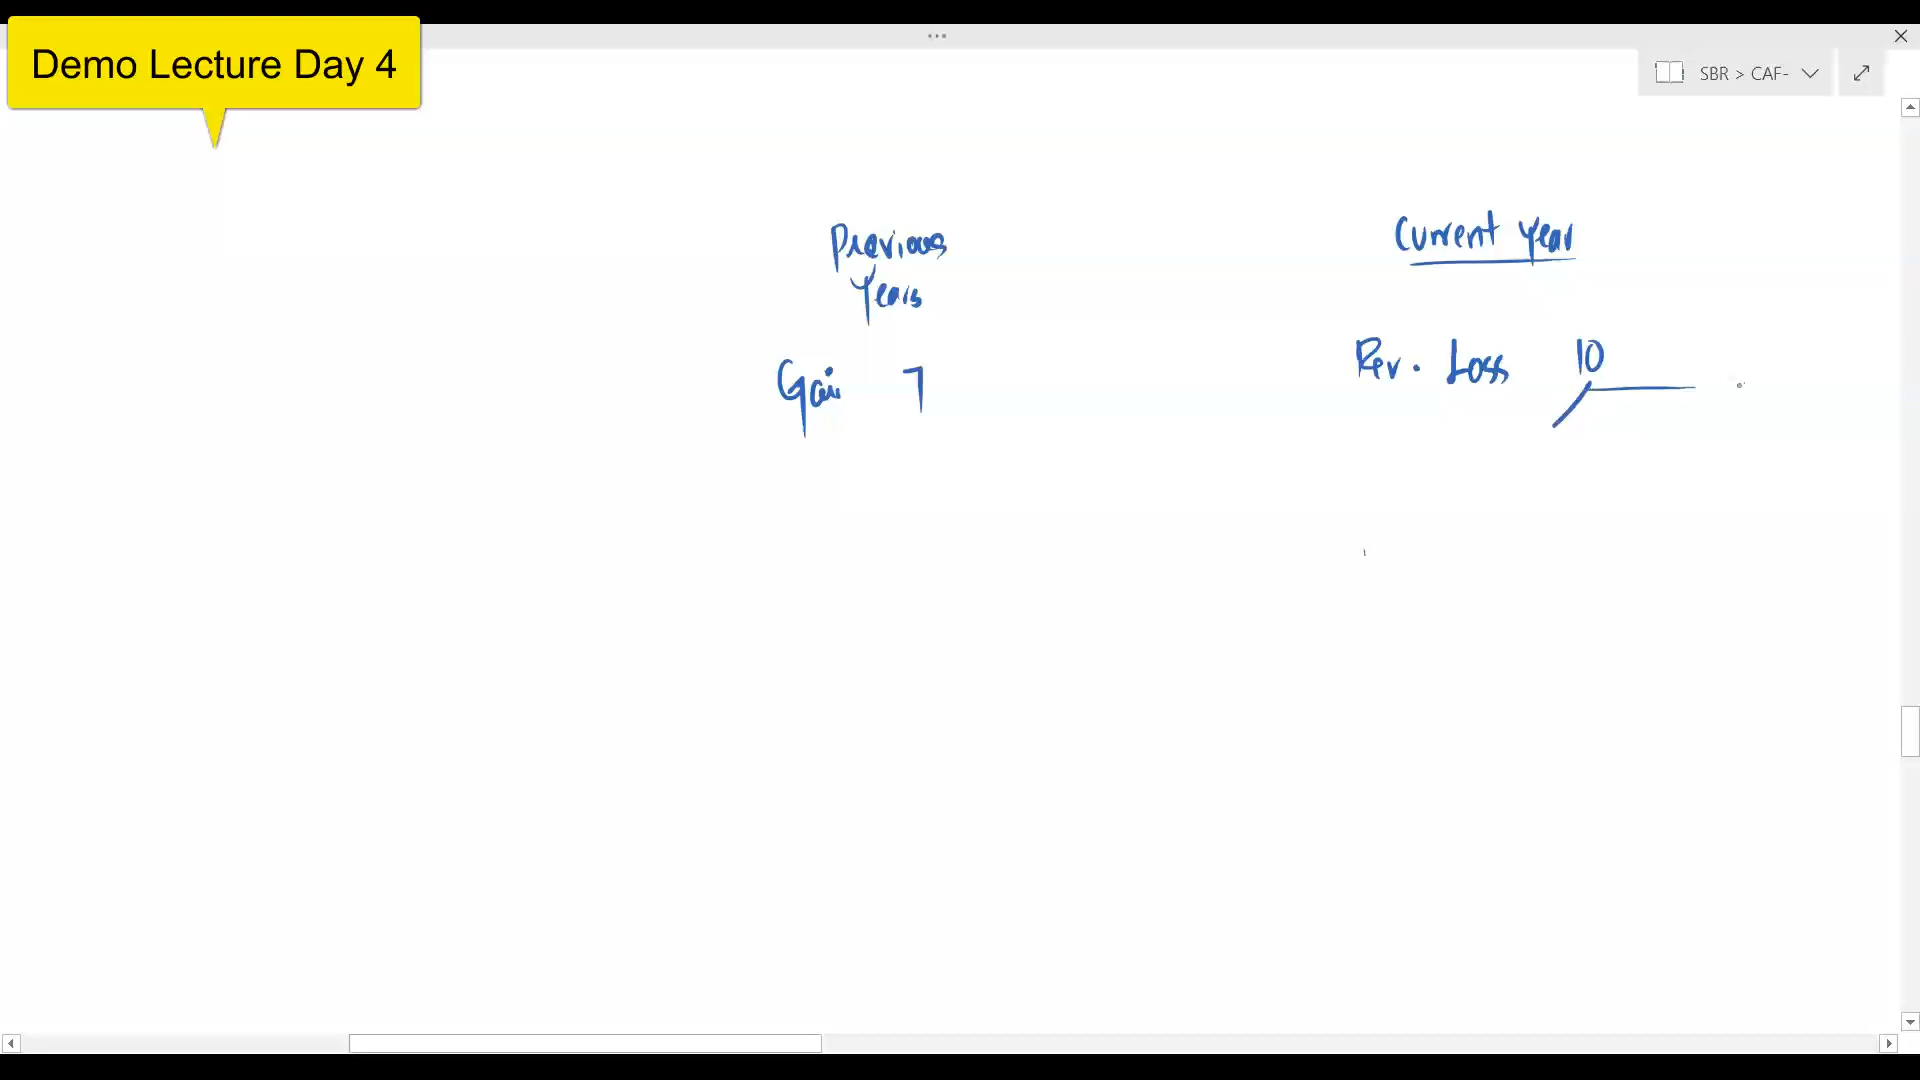 Demo Lecture Day 4
SBR > CAF-
Previous
Years
Current Year
Gain 7
Rev. Loss 10